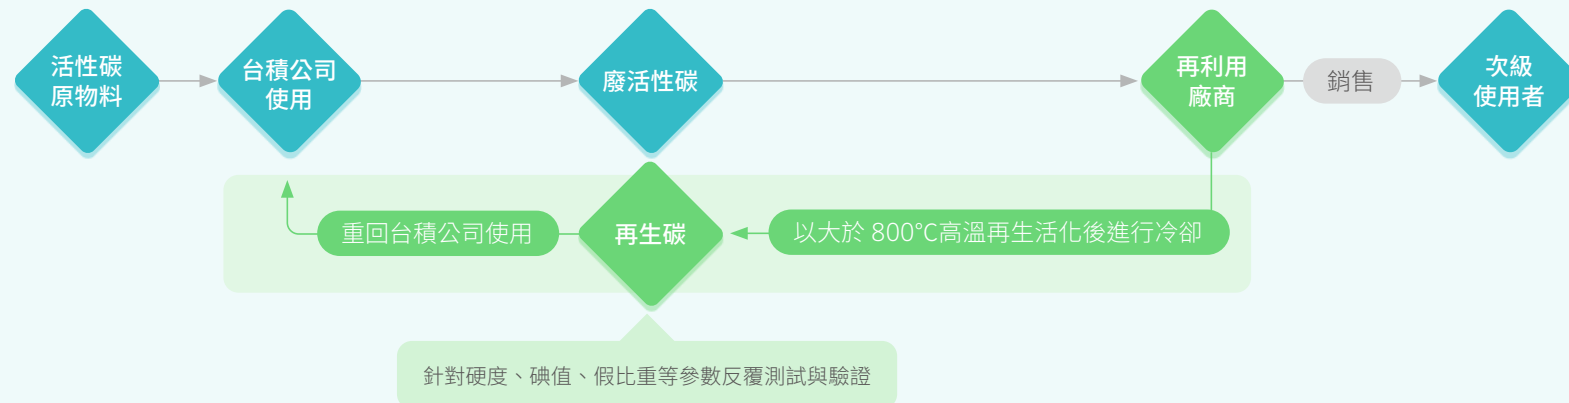 活性碳
原物料
台積公司
使用
廢活性碳
再利用
廠商
銷售
次級
使用者
重回台積公司使用
再生碳
以大於 800°C高溫再生活化後進行冷卻
針對硬度、碘值、假比重等參數反覆測試與驗證